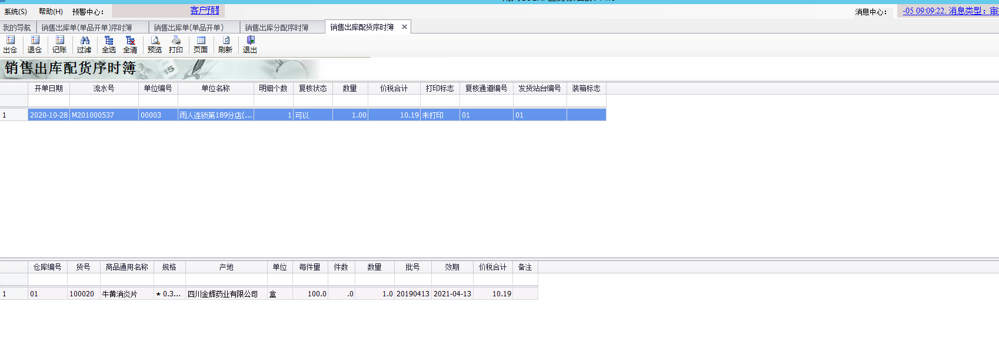 系统(S) 帮助(H) 预警中心： 客户预警 消息中心： -05 09:09:22. 消息类型：审
我的导航 销售出库单(单品开单)序时簿 销售出库单(单品开单) 销售出库分配序时簿 销售出库配货序时簿
出仓 退仓 记账 过滤 全选 全清 预览 打印 页面 刷新 退出
销售出库配货序时簿
开单日期 流水号 单位编号 单位名称 明细个数 复核状态 数量 价税合计 打印标志 复核通道编号 发货站台编号 装箱标志
1 2020-10-28 M201000537 00003 雨人连锁第189分店(... 1 可以 1.00 10.19 未打印 01 01
仓库编号 货号 商品通用名称 规格 产地 单位 每件量 件数 数量 批号 效期 价税合计 备注
1 01 100020 牛黄消炎片 ★ 0.3... 四川金辉药业有限公司 盒 100.0 .0 1.0 20190413 2021-04-13 10.19